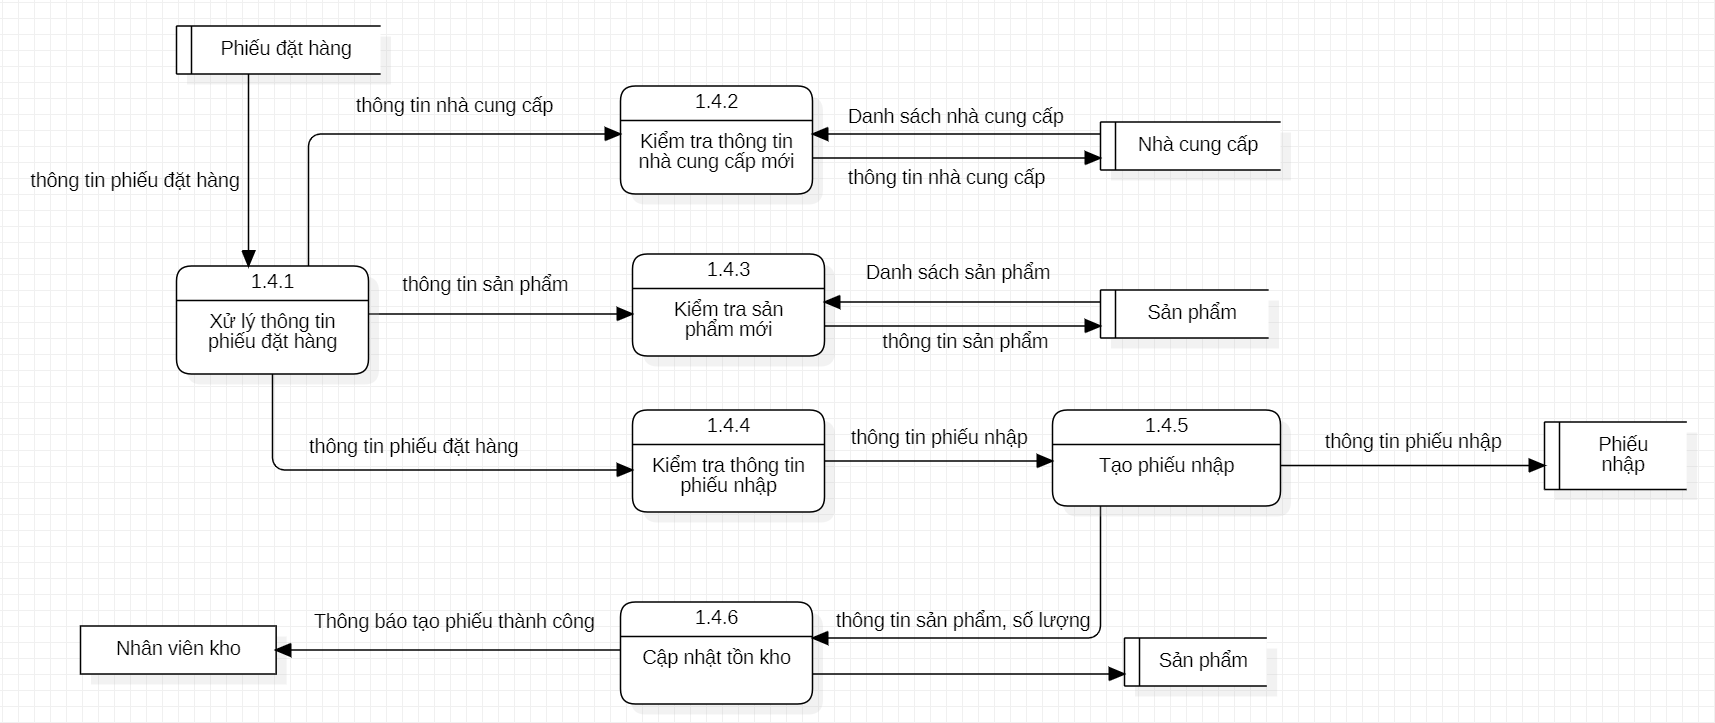 Phiếu đặt hàng
thông tin nhà cung cấp
1.4.2
Kiểm tra thông tin
nhà cung cấp mới
Danh sách nhà cung cấp
Nhà cung cấp
thông tin nhà cung cấp
thông tin phiếu đặt hàng
1.4.1
Xử lý thông tin
phiếu đặt hàng
thông tin sản phẩm
1.4.3
Kiểm tra sản
phẩm mới
Danh sách sản phẩm
Sản phẩm
thông tin sản phẩm
thông tin phiếu đặt hàng
1.4.4
Kiểm tra thông tin
phiếu nhập
thông tin phiếu nhập
1.4.5
Tạo phiếu nhập
thông tin phiếu nhập
Phiếu
nhập
Nhân viên kho
Thông báo tạo phiếu thành công
1.4.6
Cập nhật tồn kho
thông tin sản phẩm, số lượng
Sản phẩm